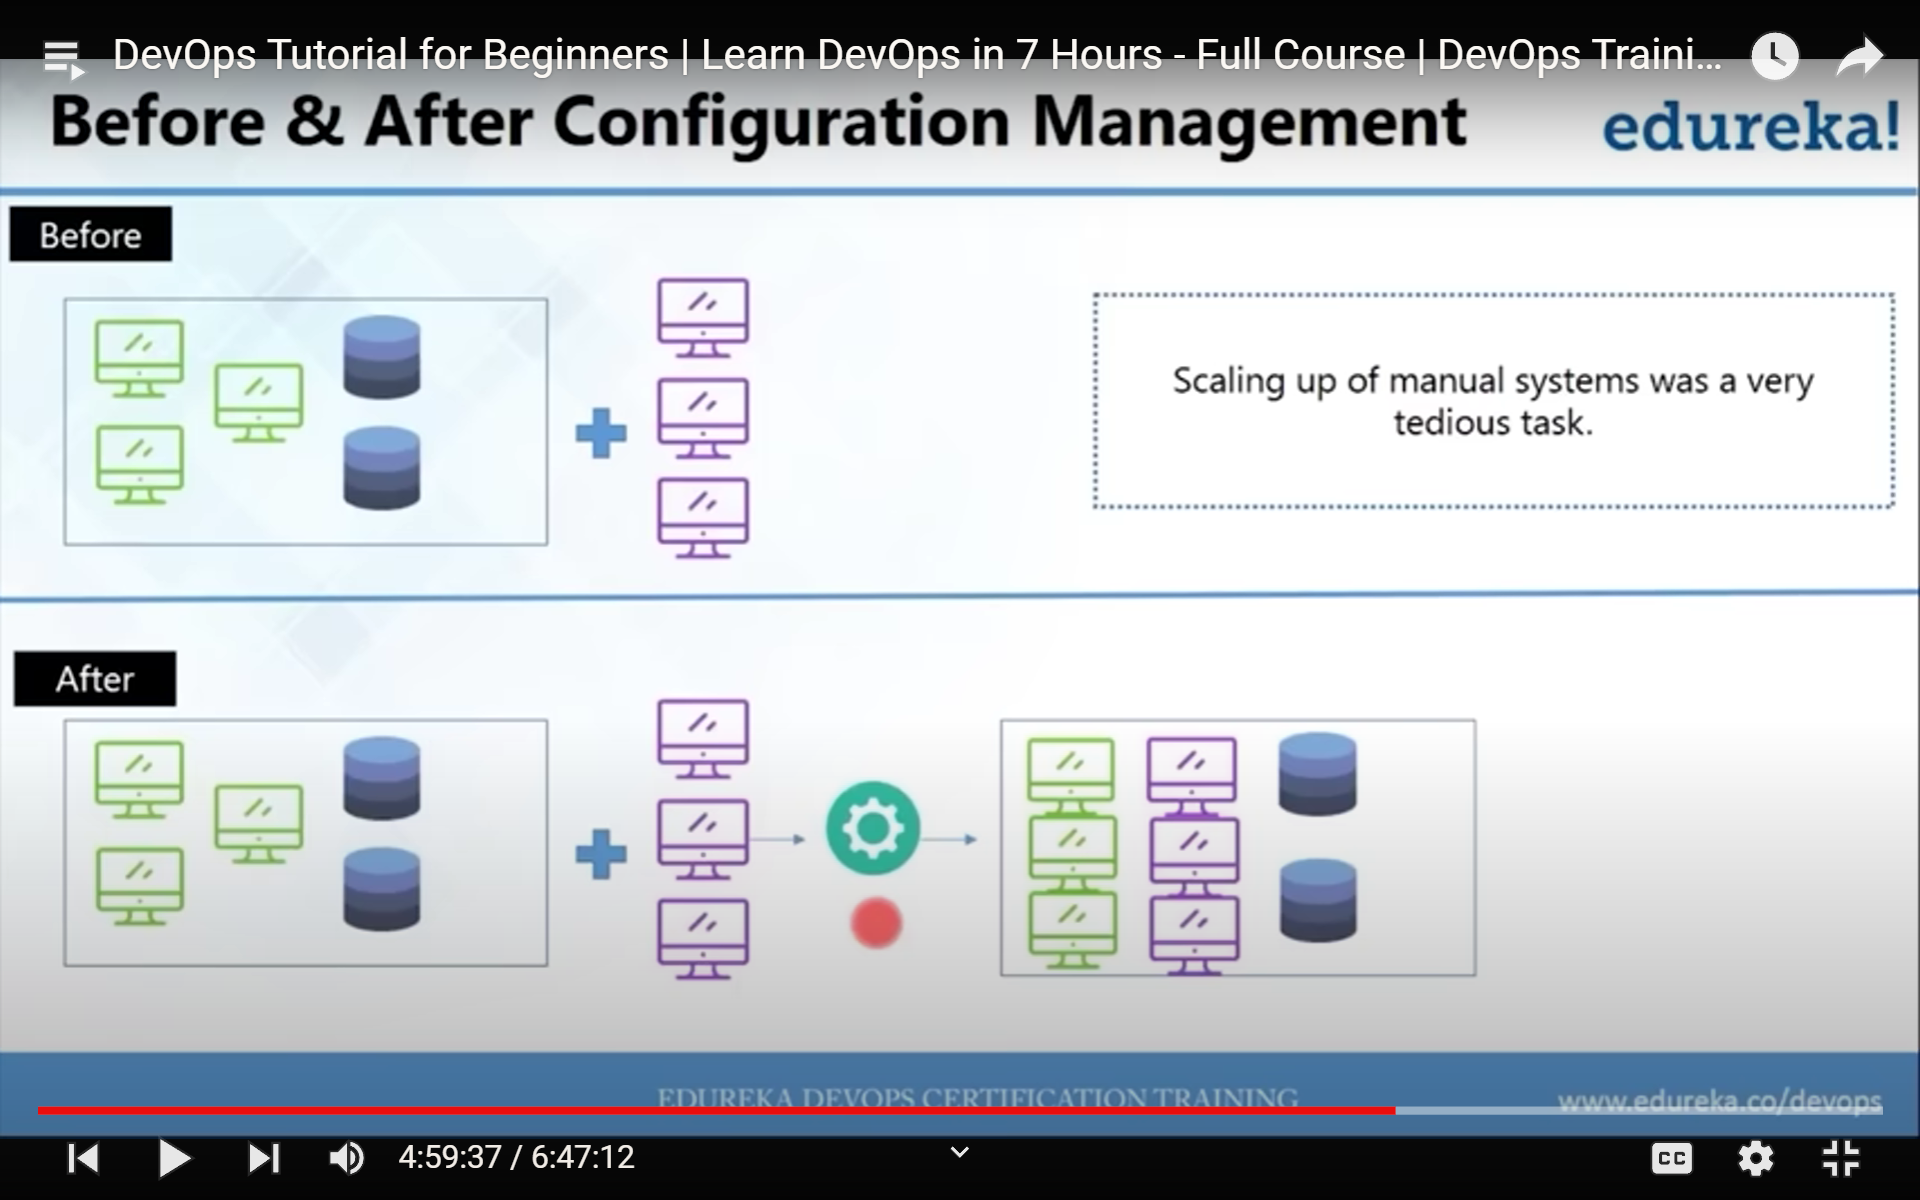 DevOps Tutorial for Beginners | Learn DevOps in 7 Hours - Full Course | DevOps Traini...
Before & After Configuration Management
edureka!
Before
Scaling up of manual systems was a very
tedious task.
After
EDUREKA DEVOPS CERTIFICATION TRAINING
www.edureka.co/devops
4:59:37 / 6:47:12
CC